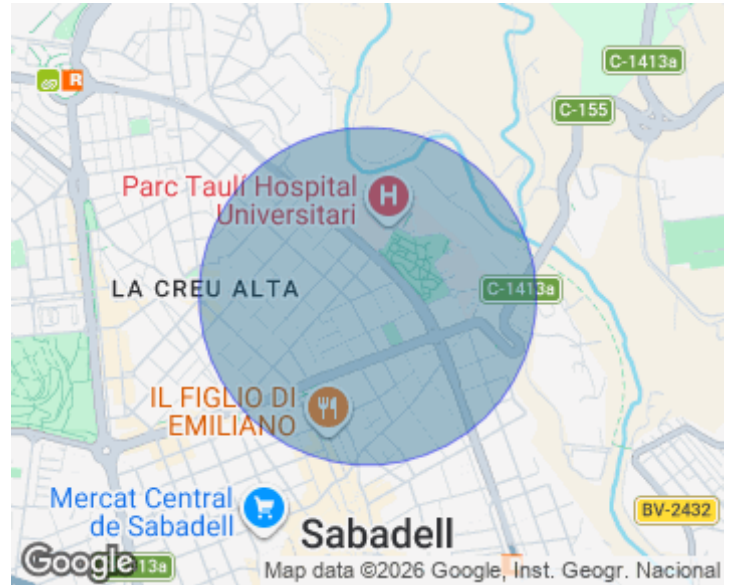 C-1413a
R
C-155
Parc Taulí Hospital
Universitari
H
LA CREU ALTA
C-1413a
IL FIGLIO DI
EMILIANO
Mercat Central
de Sabadell
BV-2432
Sabadell
Google
13a
Map data ©2026 Google, Inst. Geogr. Nacional